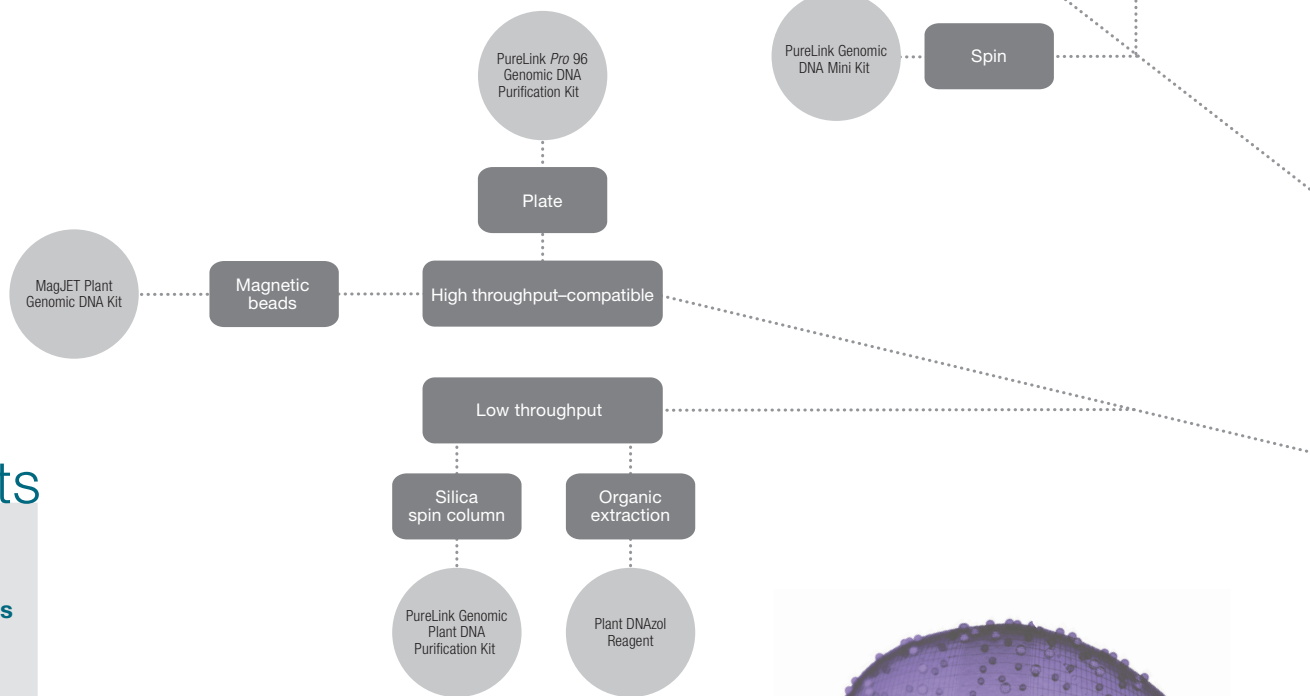 PureLink Pro 96
Genomic DNA
Purification Kit
PureLink Genomic
DNA Mini Kit
Spin
Plate
MagJET Plant
Genomic DNA Kit
Magnetic
beads
High throughput–compatible
Low throughput
ts
Silica
spin column
Organic
extraction
s
PureLink Genomic
Plant DNA
Purification Kit
Plant DNAzol
Reagent